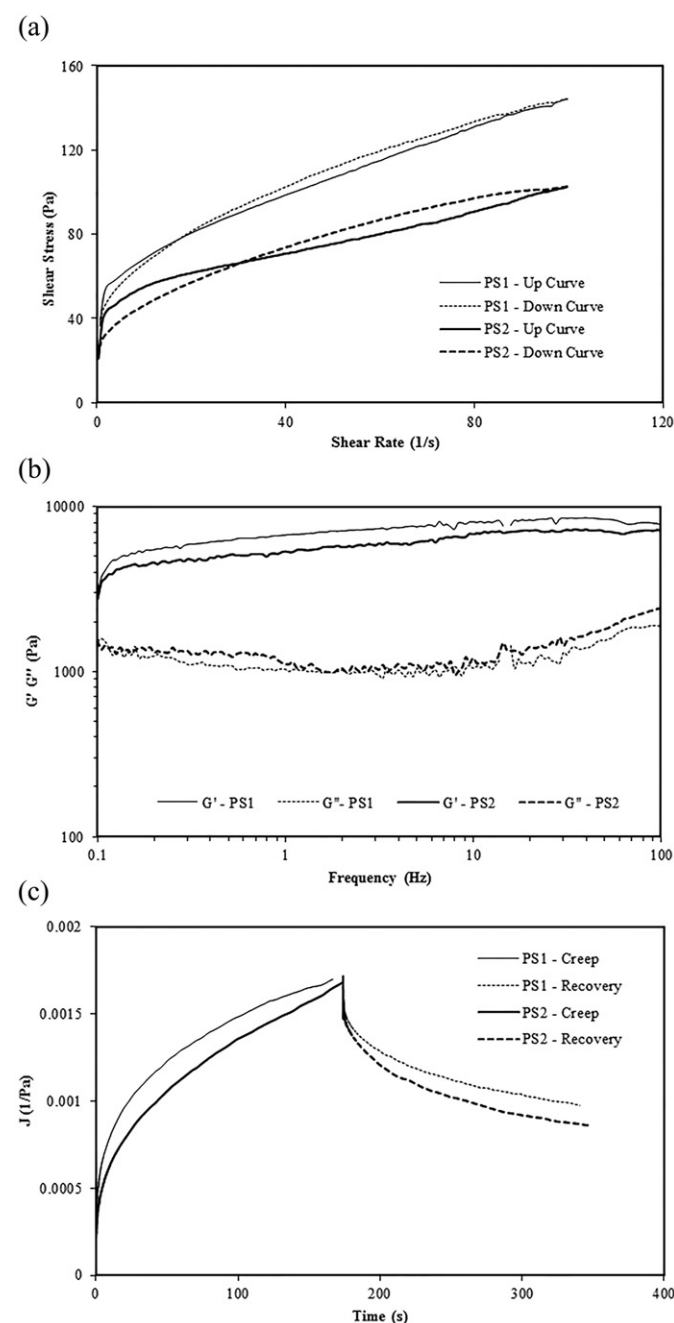 (a)
160
120
80
40
0
Shear Stress (Pa)
PS1 - Up Curve
PS1 - Down Curve
PS2 - Up Curve
PS2 - Down Curve
0 40 80 120
Shear Rate (1/s)
(b)
10000
1000
100
G' G'' (Pa)
G' - PS1 G''- PS1 G' - PS2 G'' - PS2
0.1 1 10 100
Frequency (Hz)
(c)
0.002
0.0015
0.001
0.0005
0
J (1/Pa)
PS1 - Creep
PS1 - Recovery
PS2 - Creep
PS2 - Recovery
0 100 200 300 400
Time (s)